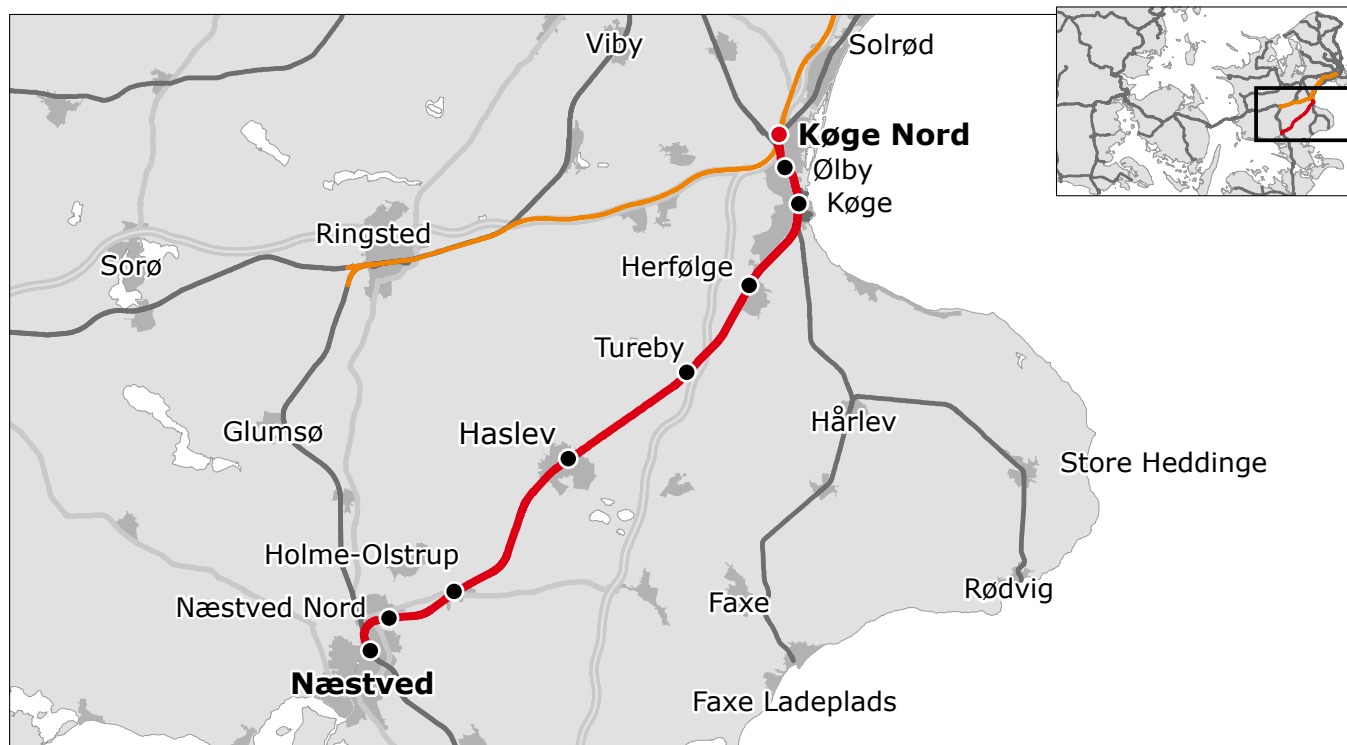 Viby
Solrød
Køge Nord
Ølby
Køge
Ringsted
Sorø
Herfølge
Tureby
Glumsø
Haslev
Hårlev
Store Heddinge
Holme-Olstrup
Næstved Nord
Faxe
Rødvig
Næstved
Faxe Ladeplads